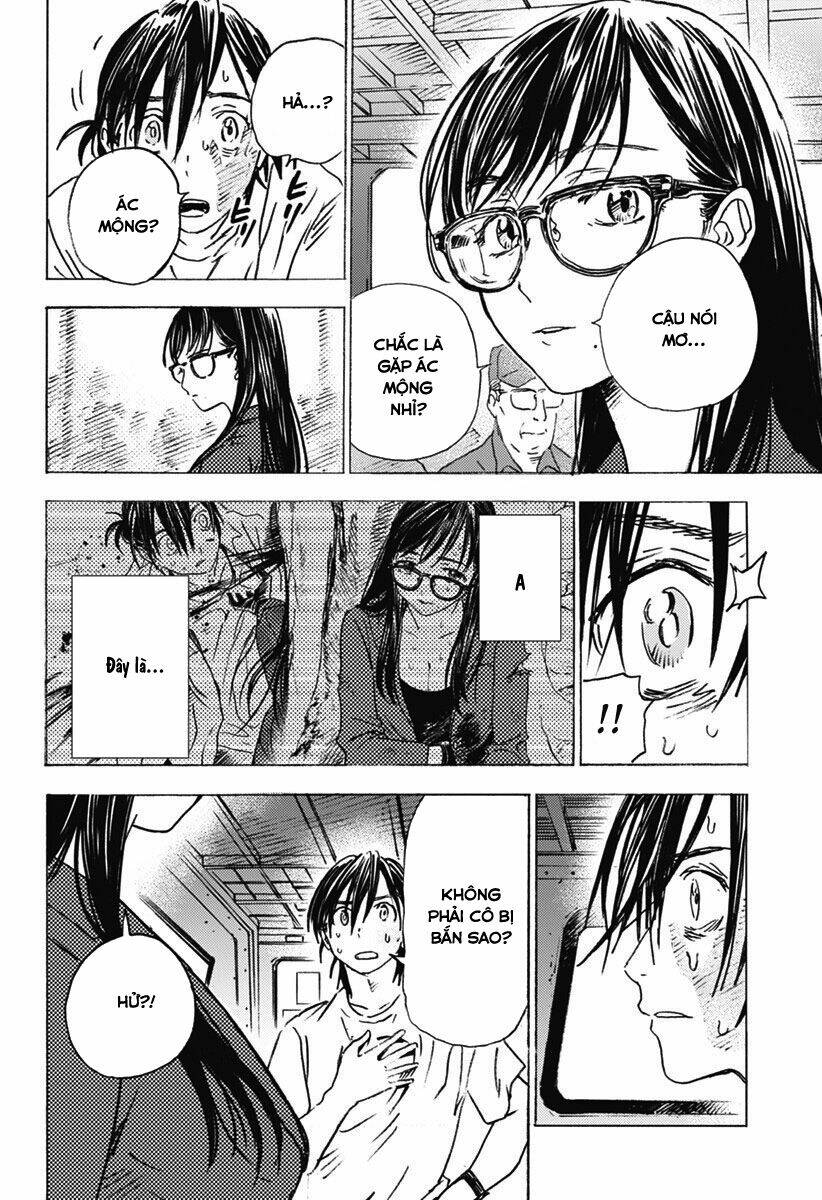 CẬU NÓI
MƠ...
CHẮC LÀ
GẶP ÁC
MỘNG
NHỈ?
HẢ...?
ÁC
MỘNG?
!!
A
Đây là...
KHÔNG
PHẢI CÔ BỊ
BẮN SAO?
HỬ?!